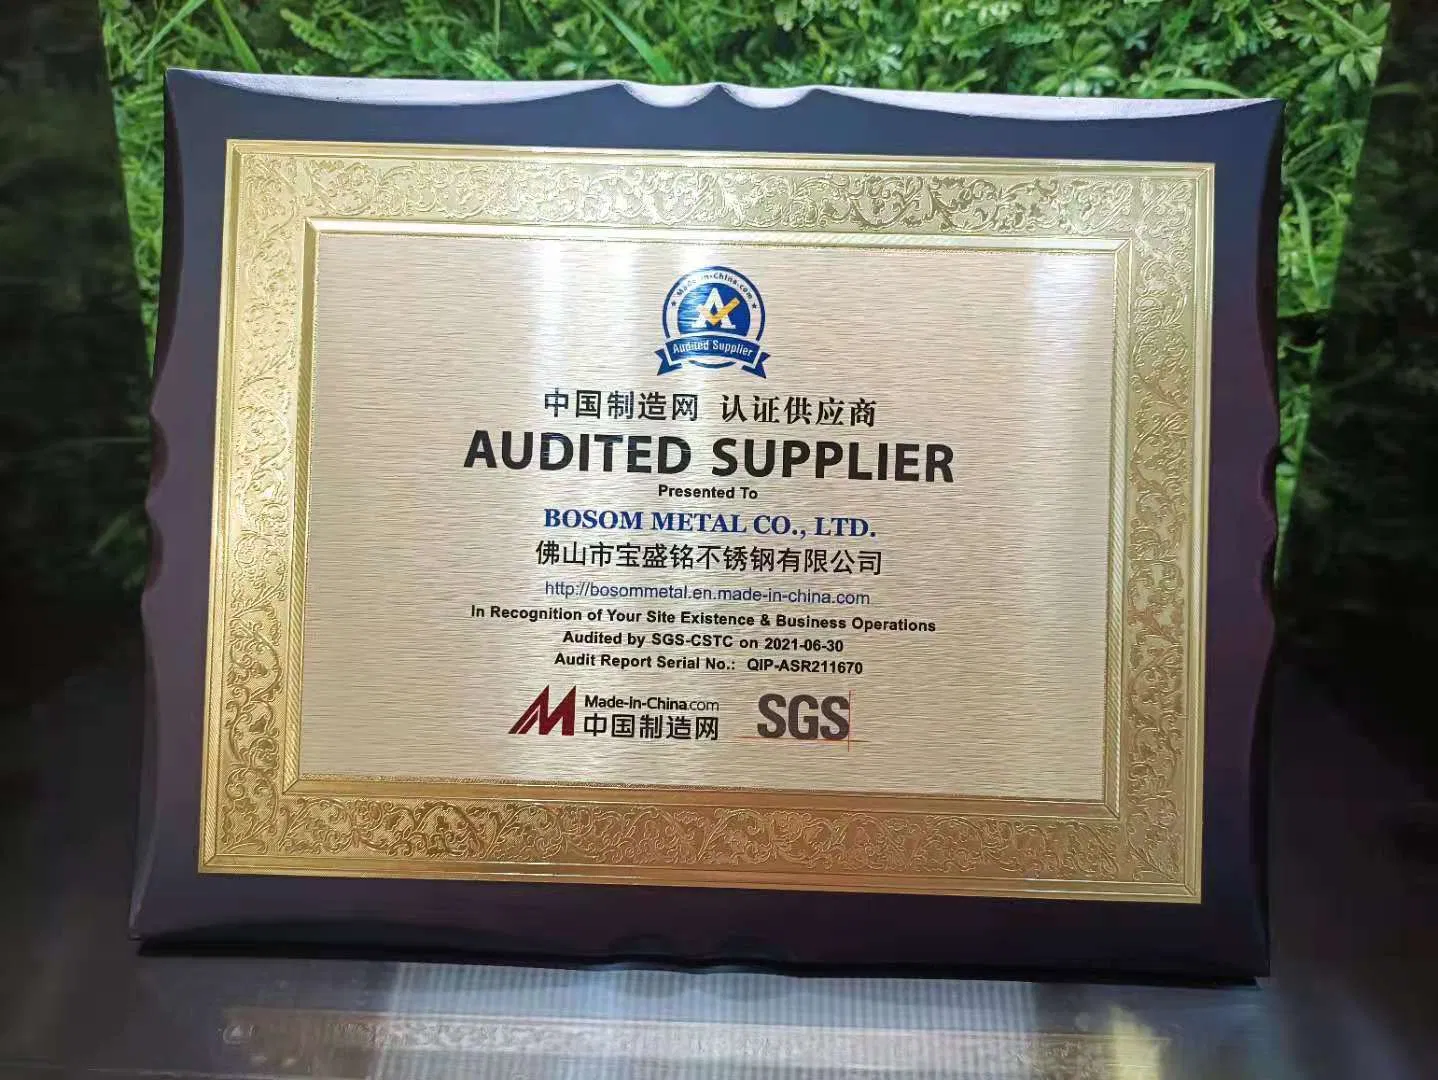 Made-in-China.com
A
Audited Supplier
中国制造网 认证供应商
AUDITED SUPPLIER
Presented To
BOSOM METAL CO., LTD.
佛山市宝盛铭不锈钢有限公司
http://bosommetal.en.made-in-china.com
In Recognition of Your Site Existence & Business Operations
Audited by SGS-CSTC on 2021-06-30
Audit Report Serial No.: QIP-ASR211670
Made-in-China.com
中国制造网
SGS